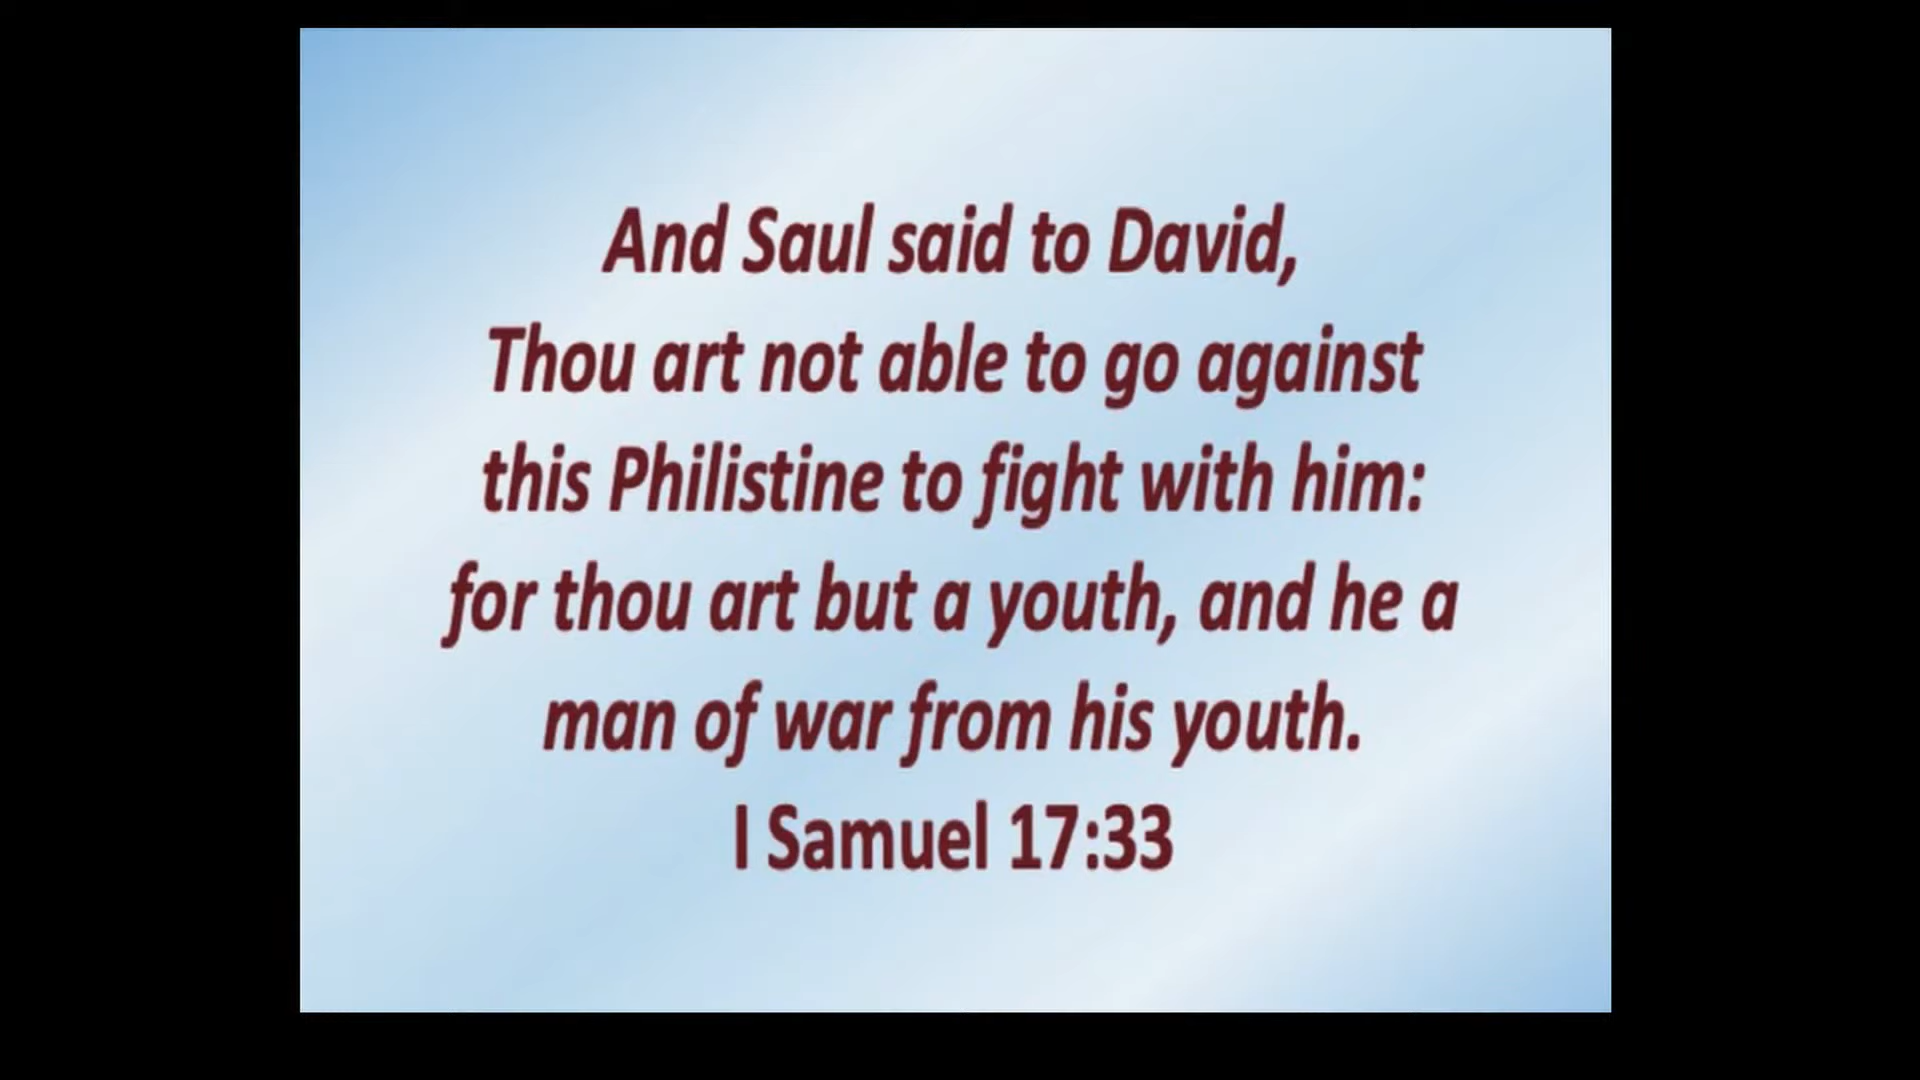 And Saul said to David,
Thou art not able to go against
this Philistine to fight with him:
for thou art but a youth, and he a
man of war from his youth.
I Samuel 17:33